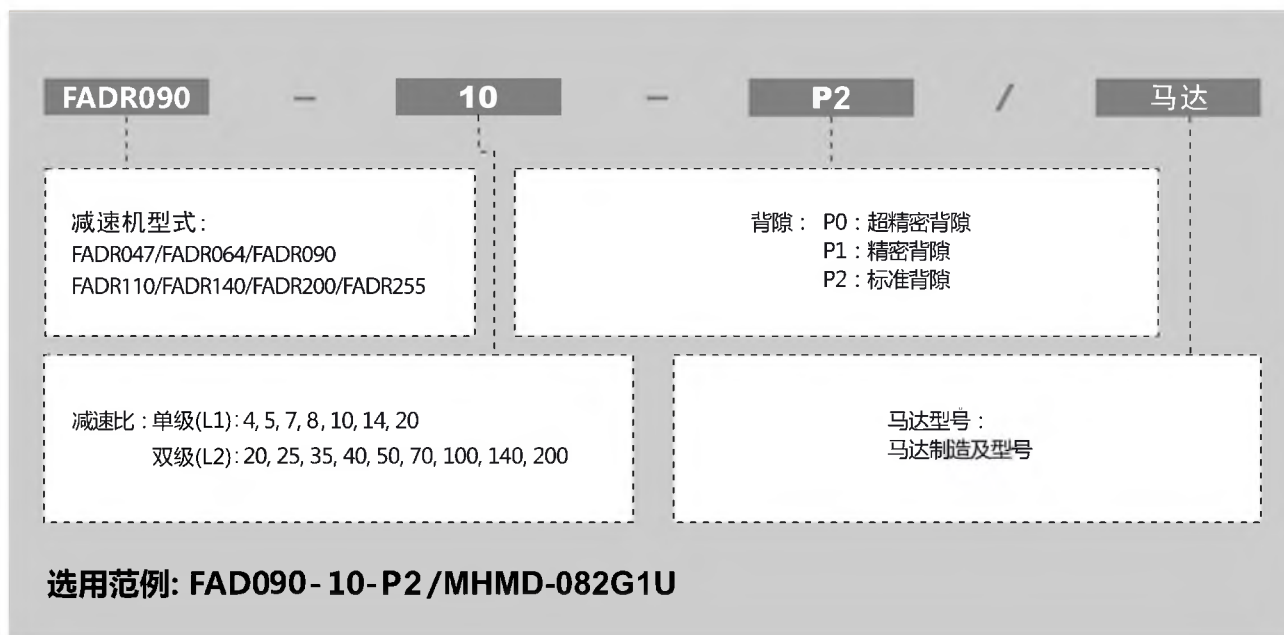 FADR090 - 10 - P2 / 马达
减速机型式:
FADR047/FADR064/FADR090
FADR110/FADR140/FADR200/FADR255
背隙: P0:超精密背隙
P1:精密背隙
P2:标准背隙
减速比:单级(L1):4, 5, 7, 8, 10, 14, 20
双级(L2):20, 25, 35, 40, 50, 70, 100, 140, 200
马达型号:
马达制造及型号
选用范例: FAD090-10-P2/MHMD-082G1U